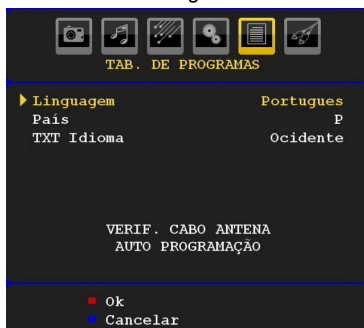 TAB. DE PROGRAMAS
Linguagem Portugues
País P
TXT Idioma Ocidente
VERIF. CABO ANTENA
AUTO PROGRAMAÇÃO
Ok
Cancelar